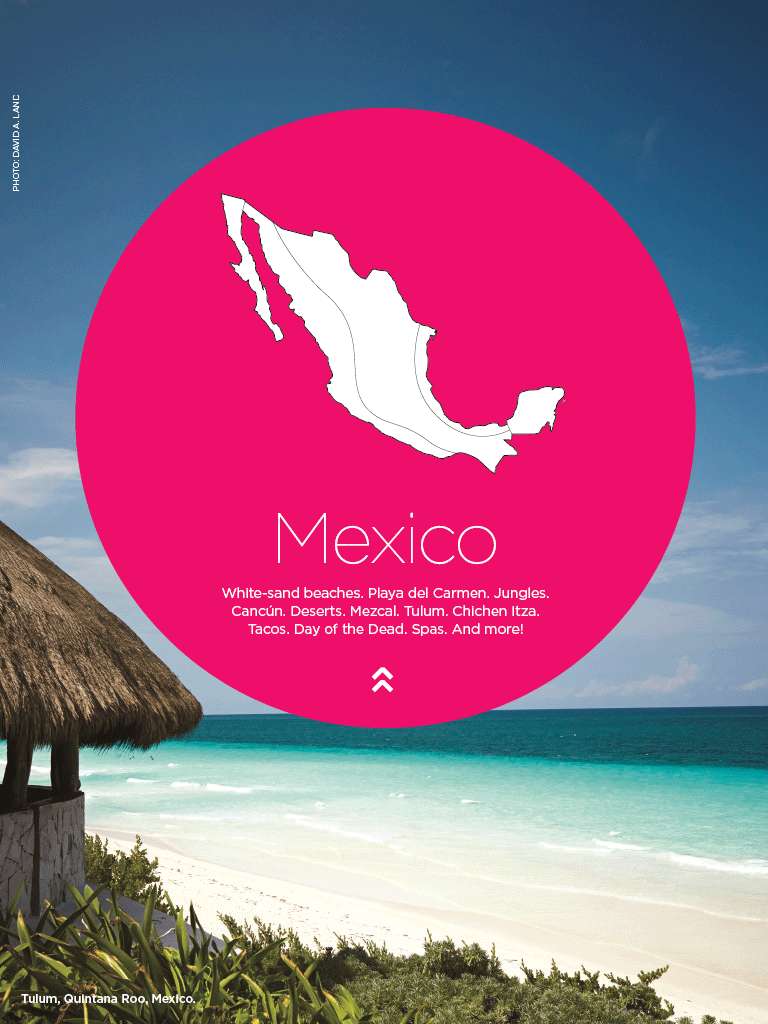 PHOTO: DAVID A. LAND
Mexico
White-sand beaches. Playa del Carmen. Jungles.
Cancún. Deserts. Mezcal. Tulum. Chichen Itza.
Tacos. Day of the Dead. Spas. And more!
Tulum, Quintana Roo, Mexico.